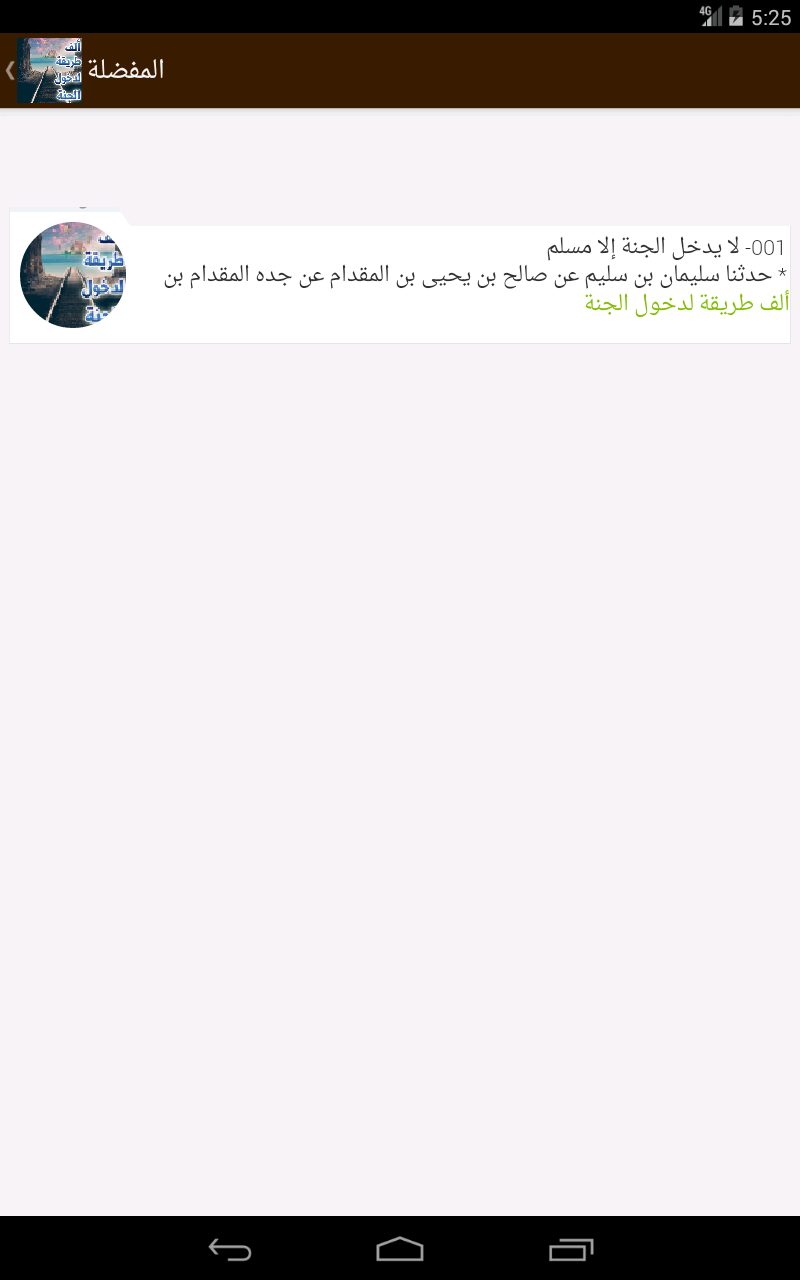 5:25
4G
المفضلة
ألف
طريقة
لدخول
الجنة
001- لا يدخل الجنة إلا مسلم
* حدثنا سليمان بن سليم عن صالح بن يحيى بن المقدام عن جده المقدام بن
ألف طريقة لدخول الجنة
طريقة
لدخول